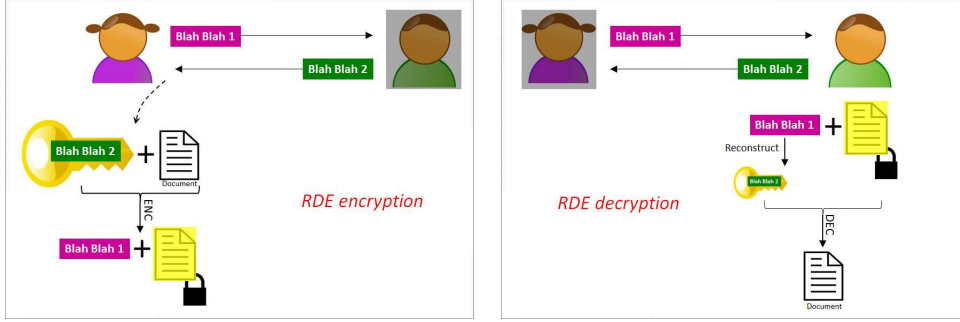 Blah Blah 1
Blah Blah 2
Blah Blah 2
Document
ENC
RDE encryption
Blah Blah 1
Blah Blah 1
Blah Blah 2
Blah Blah 1
Reconstruct
Blah Blah 2
RDE decryption
DEC
Document